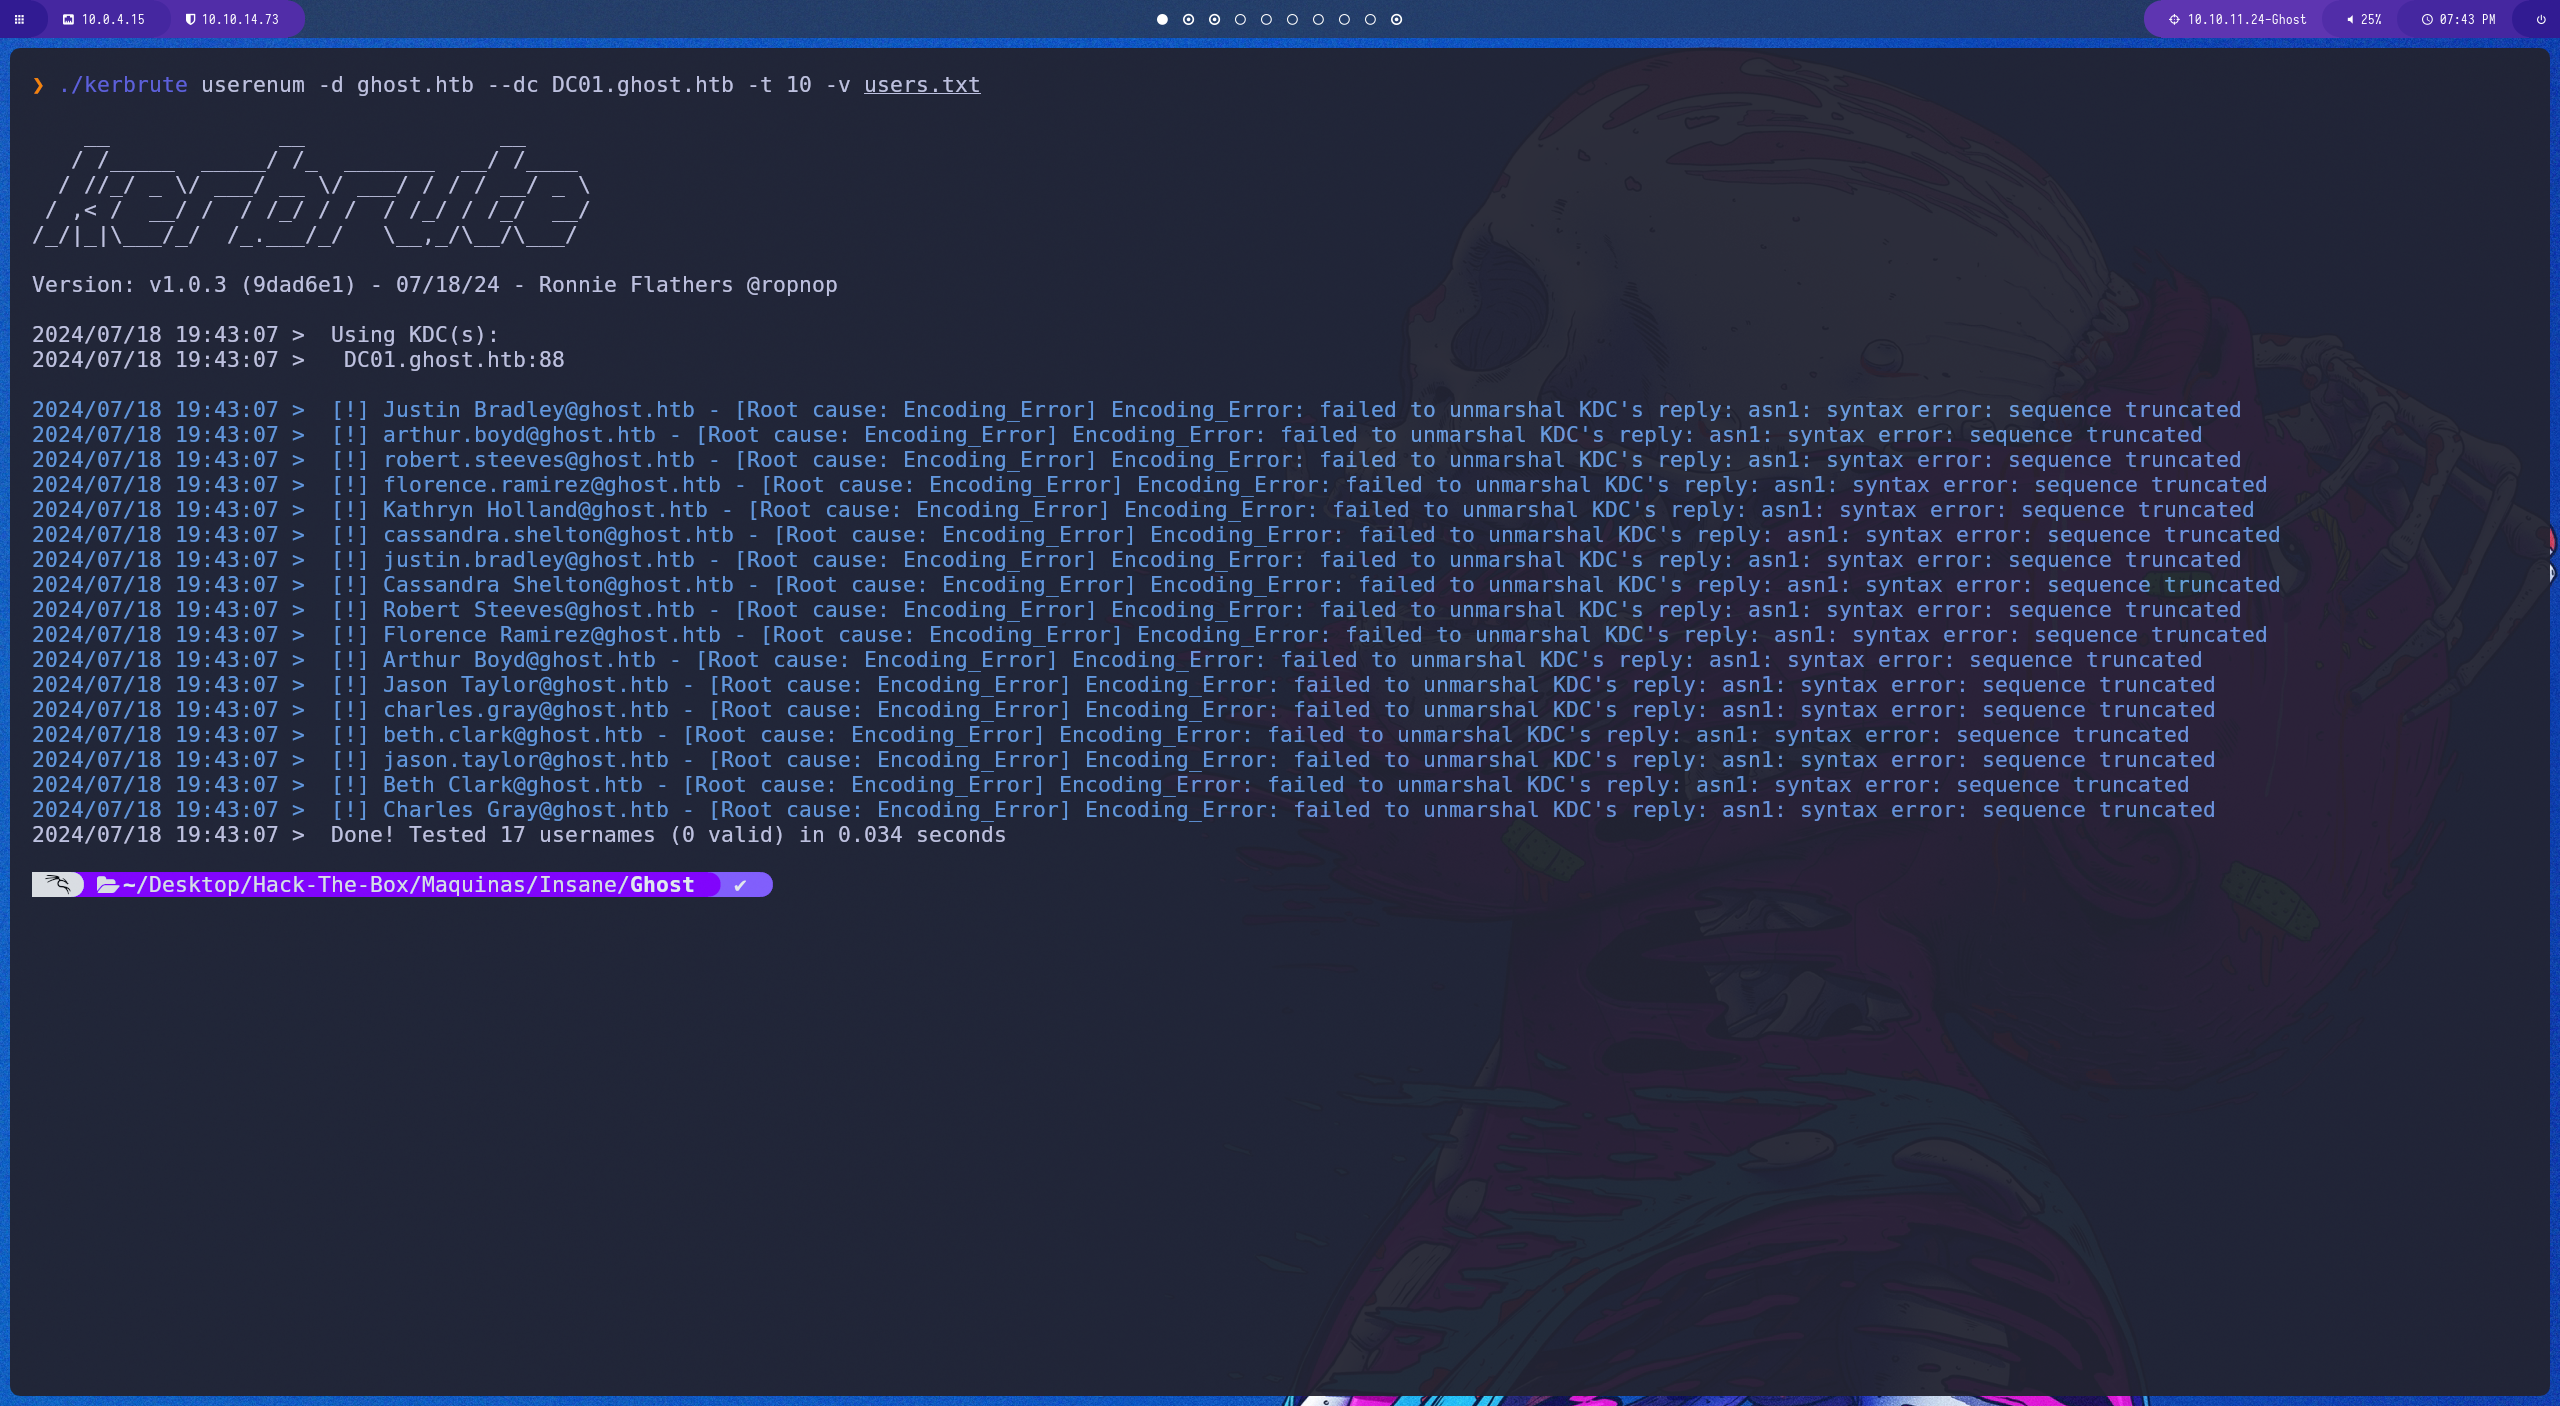 10.0.4.15 10.10.14.73 10.10.11.24-Ghost 25% 07:43 PM
❯ ./kerbrute userenum -d ghost.htb --dc DC01.ghost.htb -t 10 -v users.txt
    __             __               __
   / /_____  _____/ /_  _______  __/ /____
  / //_/ _ \/ ___/ __ \/ ___/ / / / __/ _ \
 / ,< /  __/ /  / /_/ / /  / /_/ / /_/  __/
/_/|_|\___/_/  /_.___/_/   \__,_/\__/\___/
Version: v1.0.3 (9dad6e1) - 07/18/24 - Ronnie Flathers @ropnop
2024/07/18 19:43:07 >  Using KDC(s):
2024/07/18 19:43:07 >   DC01.ghost.htb:88
2024/07/18 19:43:07 >  [!] Justin Bradley@ghost.htb - [Root cause: Encoding_Error] Encoding_Error: failed to unmarshal KDC's reply: asn1: syntax error: sequence truncated
2024/07/18 19:43:07 >  [!] arthur.boyd@ghost.htb - [Root cause: Encoding_Error] Encoding_Error: failed to unmarshal KDC's reply: asn1: syntax error: sequence truncated
2024/07/18 19:43:07 >  [!] robert.steeves@ghost.htb - [Root cause: Encoding_Error] Encoding_Error: failed to unmarshal KDC's reply: asn1: syntax error: sequence truncated
2024/07/18 19:43:07 >  [!] florence.ramirez@ghost.htb - [Root cause: Encoding_Error] Encoding_Error: failed to unmarshal KDC's reply: asn1: syntax error: sequence truncated
2024/07/18 19:43:07 >  [!] Kathryn Holland@ghost.htb - [Root cause: Encoding_Error] Encoding_Error: failed to unmarshal KDC's reply: asn1: syntax error: sequence truncated
2024/07/18 19:43:07 >  [!] cassandra.shelton@ghost.htb - [Root cause: Encoding_Error] Encoding_Error: failed to unmarshal KDC's reply: asn1: syntax error: sequence truncated
2024/07/18 19:43:07 >  [!] justin.bradley@ghost.htb - [Root cause: Encoding_Error] Encoding_Error: failed to unmarshal KDC's reply: asn1: syntax error: sequence truncated
2024/07/18 19:43:07 >  [!] Cassandra Shelton@ghost.htb - [Root cause: Encoding_Error] Encoding_Error: failed to unmarshal KDC's reply: asn1: syntax error: sequence truncated
2024/07/18 19:43:07 >  [!] Robert Steeves@ghost.htb - [Root cause: Encoding_Error] Encoding_Error: failed to unmarshal KDC's reply: asn1: syntax error: sequence truncated
2024/07/18 19:43:07 >  [!] Florence Ramirez@ghost.htb - [Root cause: Encoding_Error] Encoding_Error: failed to unmarshal KDC's reply: asn1: syntax error: sequence truncated
2024/07/18 19:43:07 >  [!] Arthur Boyd@ghost.htb - [Root cause: Encoding_Error] Encoding_Error: failed to unmarshal KDC's reply: asn1: syntax error: sequence truncated
2024/07/18 19:43:07 >  [!] Jason Taylor@ghost.htb - [Root cause: Encoding_Error] Encoding_Error: failed to unmarshal KDC's reply: asn1: syntax error: sequence truncated
2024/07/18 19:43:07 >  [!] charles.gray@ghost.htb - [Root cause: Encoding_Error] Encoding_Error: failed to unmarshal KDC's reply: asn1: syntax error: sequence truncated
2024/07/18 19:43:07 >  [!] beth.clark@ghost.htb - [Root cause: Encoding_Error] Encoding_Error: failed to unmarshal KDC's reply: asn1: syntax error: sequence truncated
2024/07/18 19:43:07 >  [!] jason.taylor@ghost.htb - [Root cause: Encoding_Error] Encoding_Error: failed to unmarshal KDC's reply: asn1: syntax error: sequence truncated
2024/07/18 19:43:07 >  [!] Beth Clark@ghost.htb - [Root cause: Encoding_Error] Encoding_Error: failed to unmarshal KDC's reply: asn1: syntax error: sequence truncated
2024/07/18 19:43:07 >  [!] Charles Gray@ghost.htb - [Root cause: Encoding_Error] Encoding_Error: failed to unmarshal KDC's reply: asn1: syntax error: sequence truncated
2024/07/18 19:43:07 >  Done! Tested 17 usernames (0 valid) in 0.034 seconds
~/Desktop/Hack-The-Box/Maquinas/Insane/Ghost ✔